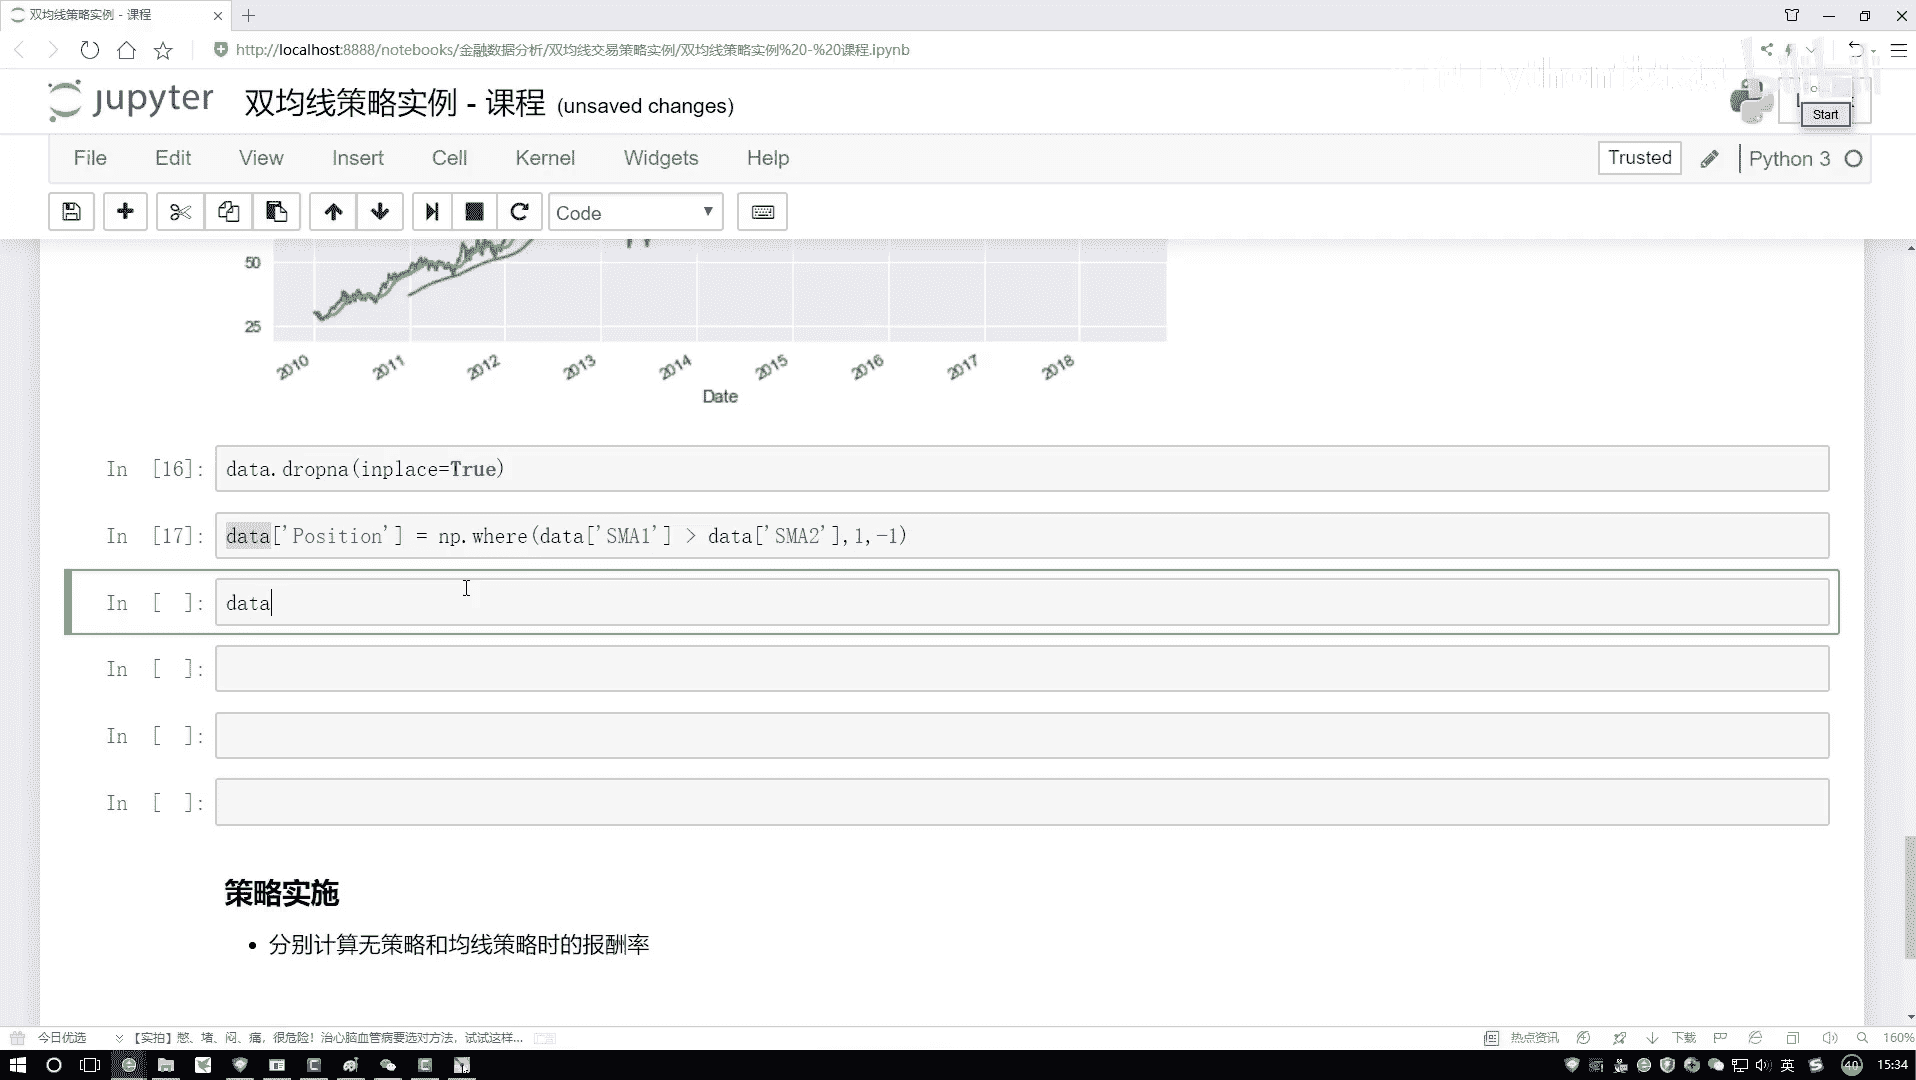 双均线策略实例 - 课程
http://localhost:8888/notebooks/金融数据分析/双均线交易策略实例/双均线策略实例%20-%20课程.ipynb
jupyter 双均线策略实例 - 课程 (unsaved changes)
Start
File Edit View Insert Cell Kernel Widgets Help
Trusted
Python 3
Code
50
25
2010 2011 2012 2013 2014 2015 2016 2017 2018
Date
In [16]: data.dropna(inplace=True)
In [17]: data['Position'] = np.where(data['SMA1'] > data['SMA2'],1,-1)
In [ ]: data
In [ ]:
In [ ]:
In [ ]:
策略实施
• 分别计算无策略和均线策略时的报酬率
今日优选 【实拍】憋、堵、闷、痛，很危险！治心脑血管病要选对方法，试试这样...
热点资讯 下载 160%
英 40 15:34